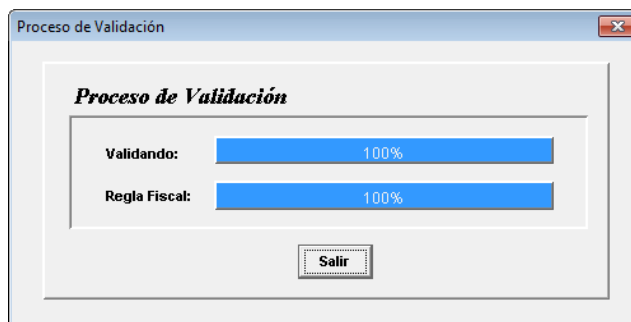 Proceso de Validación
Proceso de Validación
Validando: 100%
Regla Fiscal: 100%
Salir